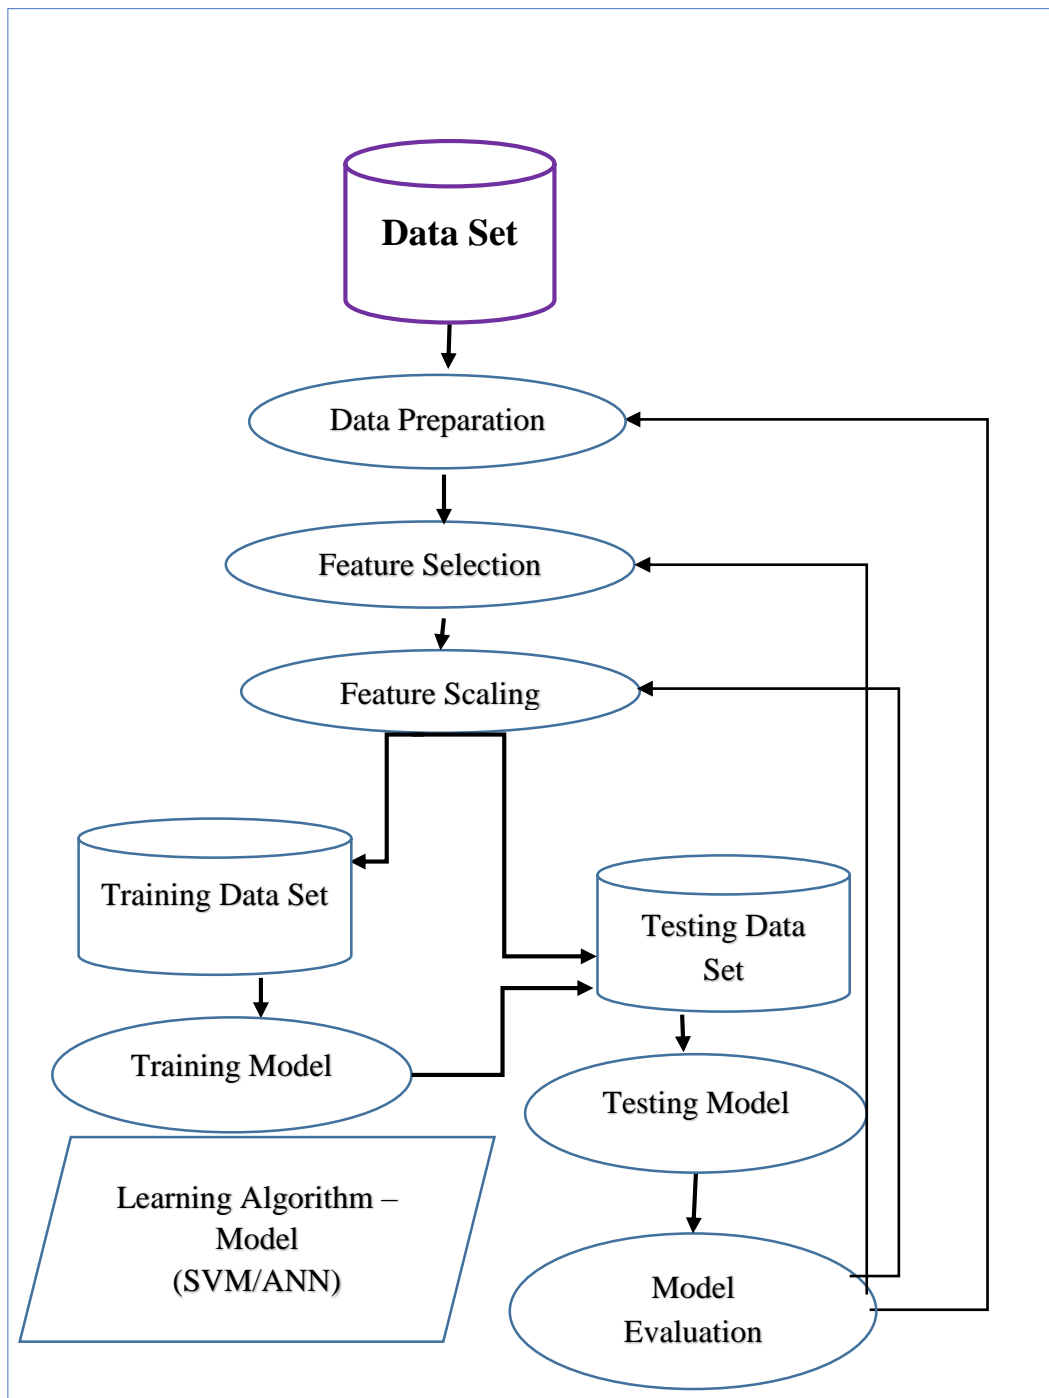 Data Set
Data Preparation
Feature Selection
Feature Scaling
Training Data Set
Testing Data
Set
Training Model
Testing Model
Learning Algorithm –
Model
(SVM/ANN)
Model
Evaluation